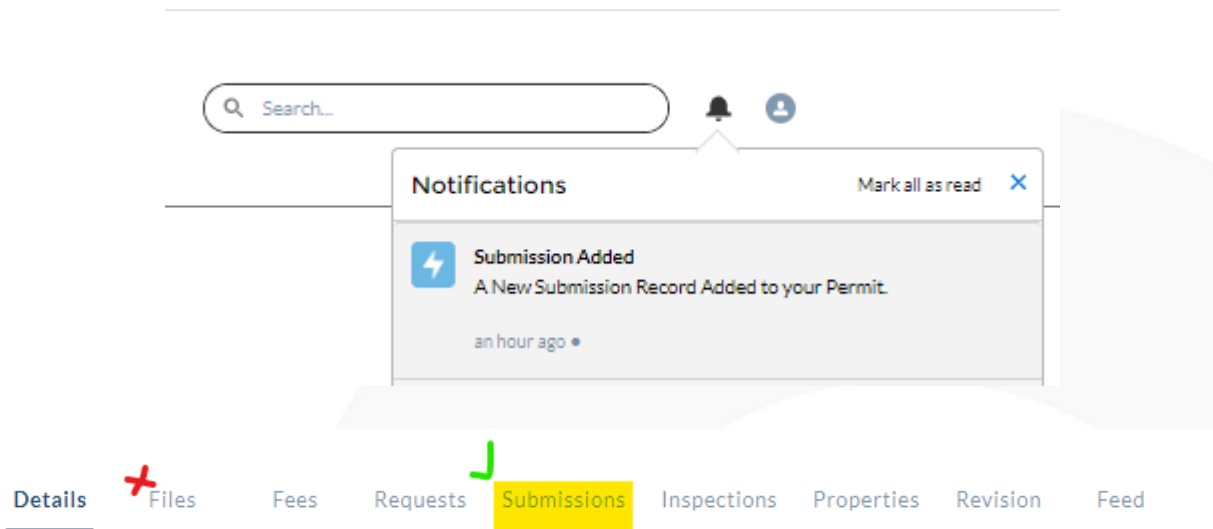 Search...
Notifications Mark all as read
Submission Added
A New Submission Record Added to your Permit.
an hour ago
Details Files Fees Requests Submissions Inspections Properties Revision Feed